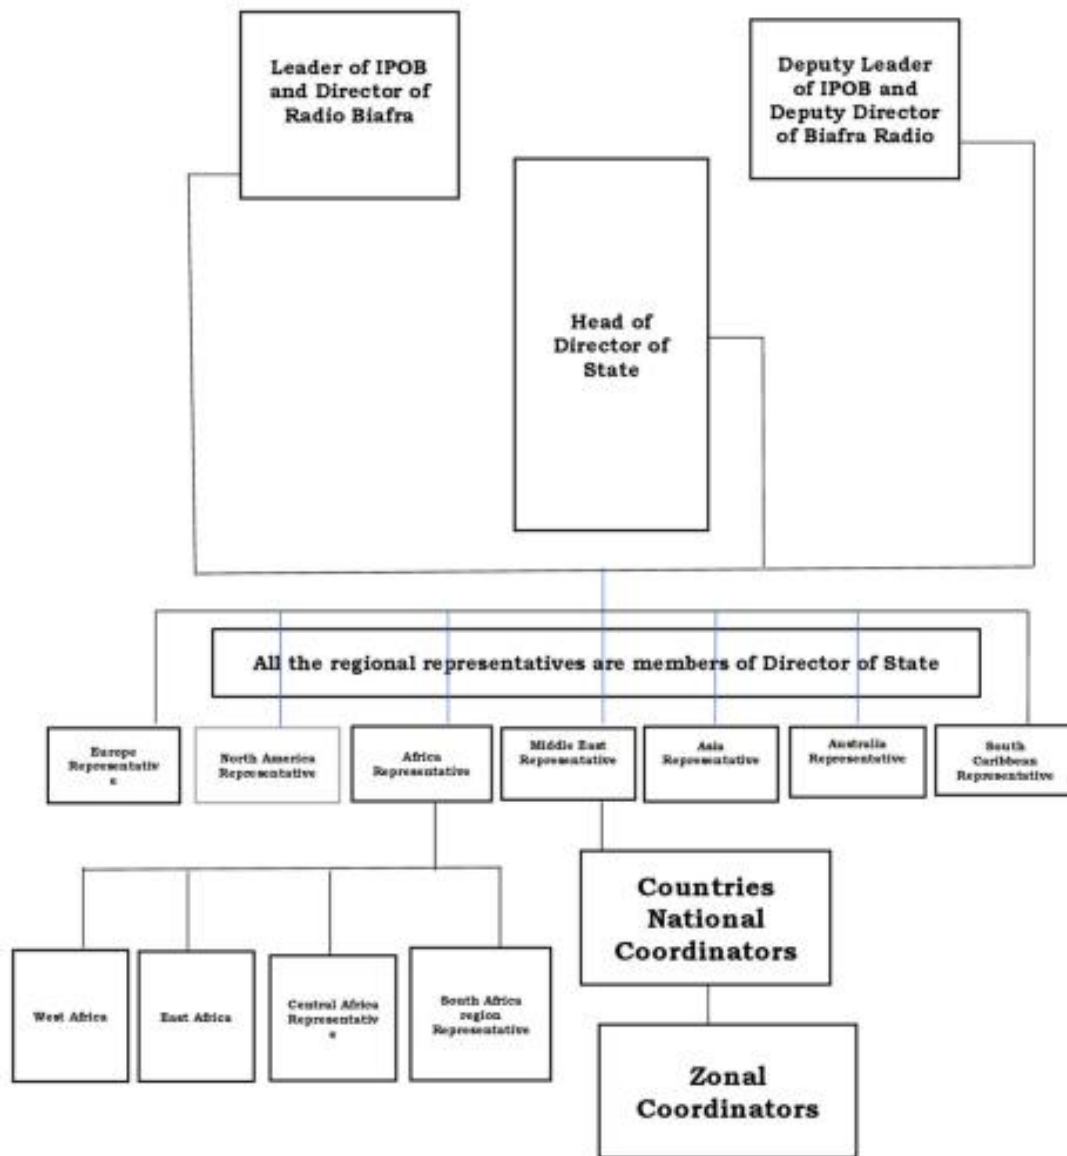 Leader of IPOB
and Director of
Radio Biafra
Deputy Leader
of IPOB and
Deputy Director
of Biafra Radio
Head of
Director of
State
All the regional representatives are members of Director of State
Europe
Representativ
e
North America
Representative
Africa
Representative
Middle East
Representative
Asia
Representative
Australia
Representative
South
Caribbean
Representative
Countries
National
Coordinators
West Africa
East Africa
Central Africa
Representativ
e
South Africa
region
Representative
Zonal
Coordinators